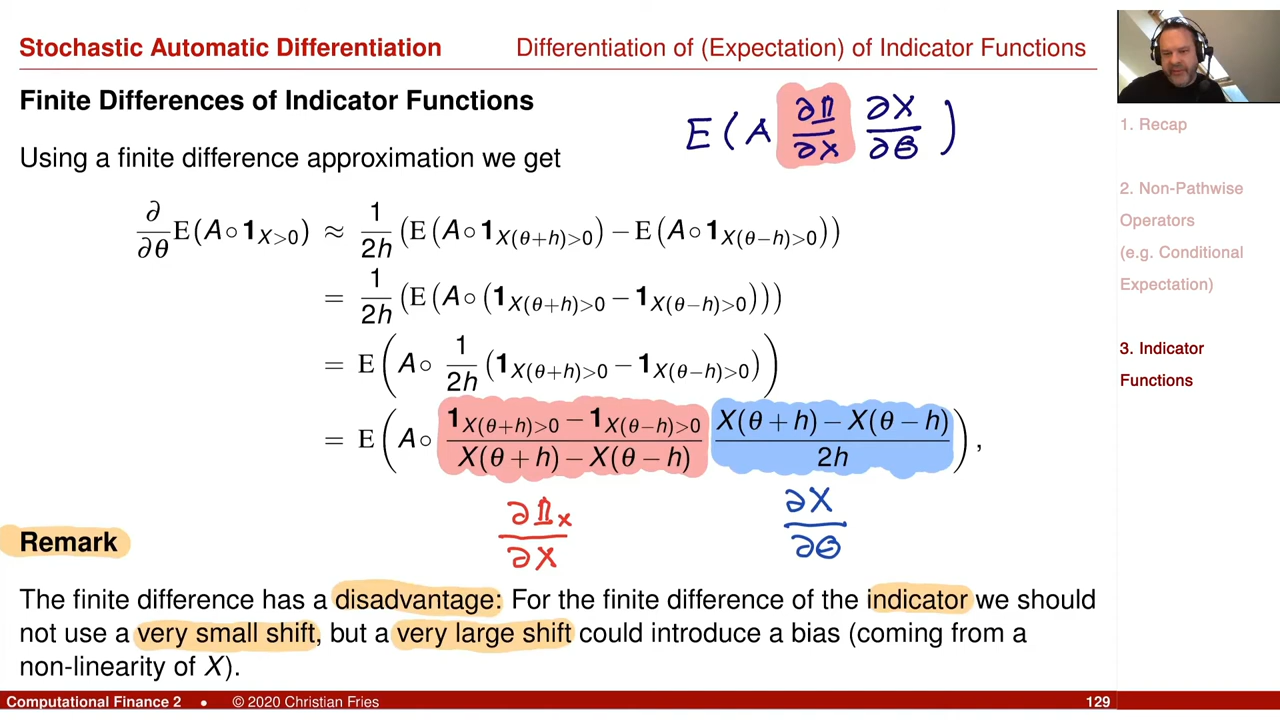 Stochastic Automatic Differentiation Differentiation of (Expectation) of Indicator Functions
Finite Differences of Indicator Functions
E ( A ∂𝟙/∂X ∂X/∂θ )
Using a finite difference approximation we get
∂/∂θ E(A∘1_{X>0}) ≈ 1/2h (E(A∘1_{X(θ+h)>0}) − E(A∘1_{X(θ−h)>0}))
= 1/2h (E(A∘(1_{X(θ+h)>0} − 1_{X(θ−h)>0})))
= E(A∘ 1/2h (1_{X(θ+h)>0} − 1_{X(θ−h)>0}))
= E(A∘ (1_{X(θ+h)>0} − 1_{X(θ−h)>0})/(X(θ+h) − X(θ−h)) (X(θ+h) − X(θ−h))/2h),
∂𝟙x/∂X ∂X/∂θ
Remark
The finite difference has a disadvantage: For the finite difference of the indicator we should
not use a very small shift, but a very large shift could introduce a bias (coming from a
non-linearity of X).
1. Recap
2. Non-Pathwise
Operators
(e.g. Conditional
Expectation)
3. Indicator
Functions
Computational Finance 2 • © 2020 Christian Fries 129